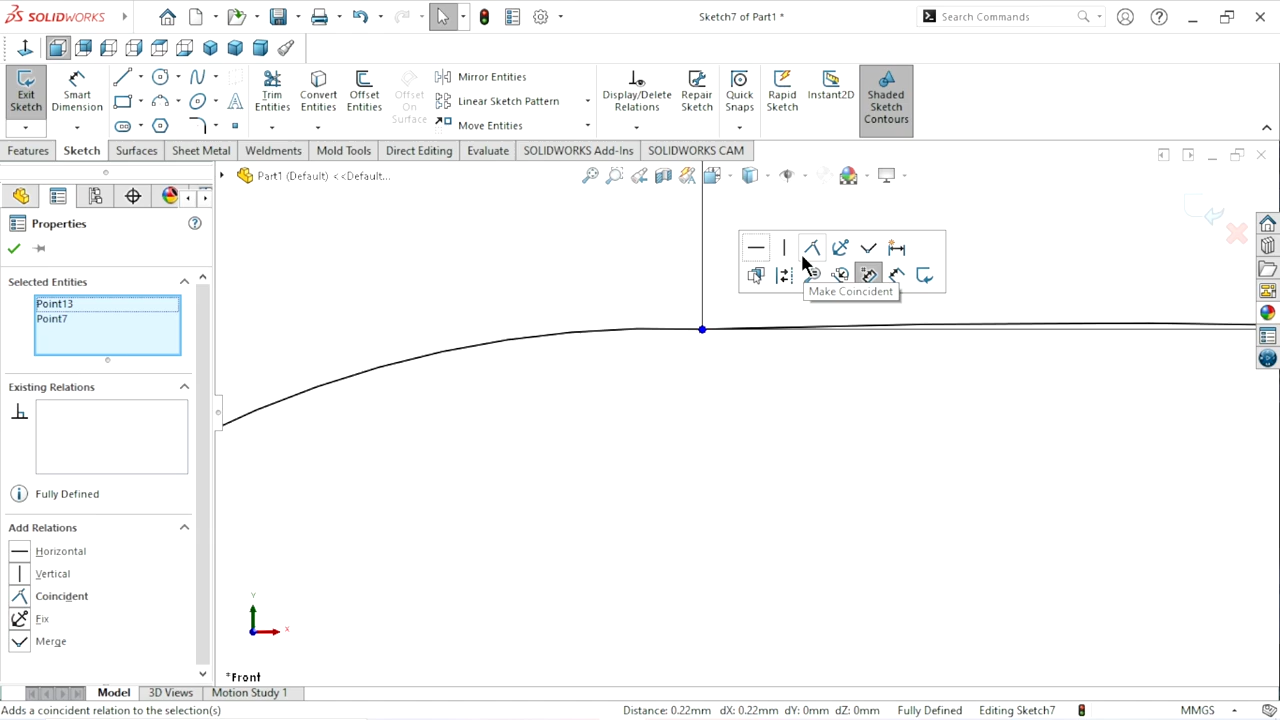 SOLIDWORKS
Sketch7 of Part1 *
Search Commands
Exit
Sketch
Smart
Dimension
Trim
Entities
Convert
Entities
Offset
Entities
Offset
On
Surface
Mirror Entities
Linear Sketch Pattern
Move Entities
Display/Delete
Relations
Repair
Sketch
Quick
Snaps
Rapid
Sketch
Instant2D
Shaded
Sketch
Contours
Features
Sketch
Surfaces
Sheet Metal
Weldments
Mold Tools
Direct Editing
Evaluate
SOLIDWORKS Add-Ins
SOLIDWORKS CAM
Part1 (Default) <<Default...
Properties
Selected Entities
Point13
Point7
Existing Relations
Fully Defined
Add Relations
Horizontal
Vertical
Coincident
Fix
Merge
Make Coincident
Y
X
*Front
Model
3D Views
Motion Study 1
Adds a coincident relation to the selection(s)
Distance: 0.22mm dX: 0.22mm dY: 0mm dZ: 0mm
Fully Defined
Editing Sketch7
MMGS